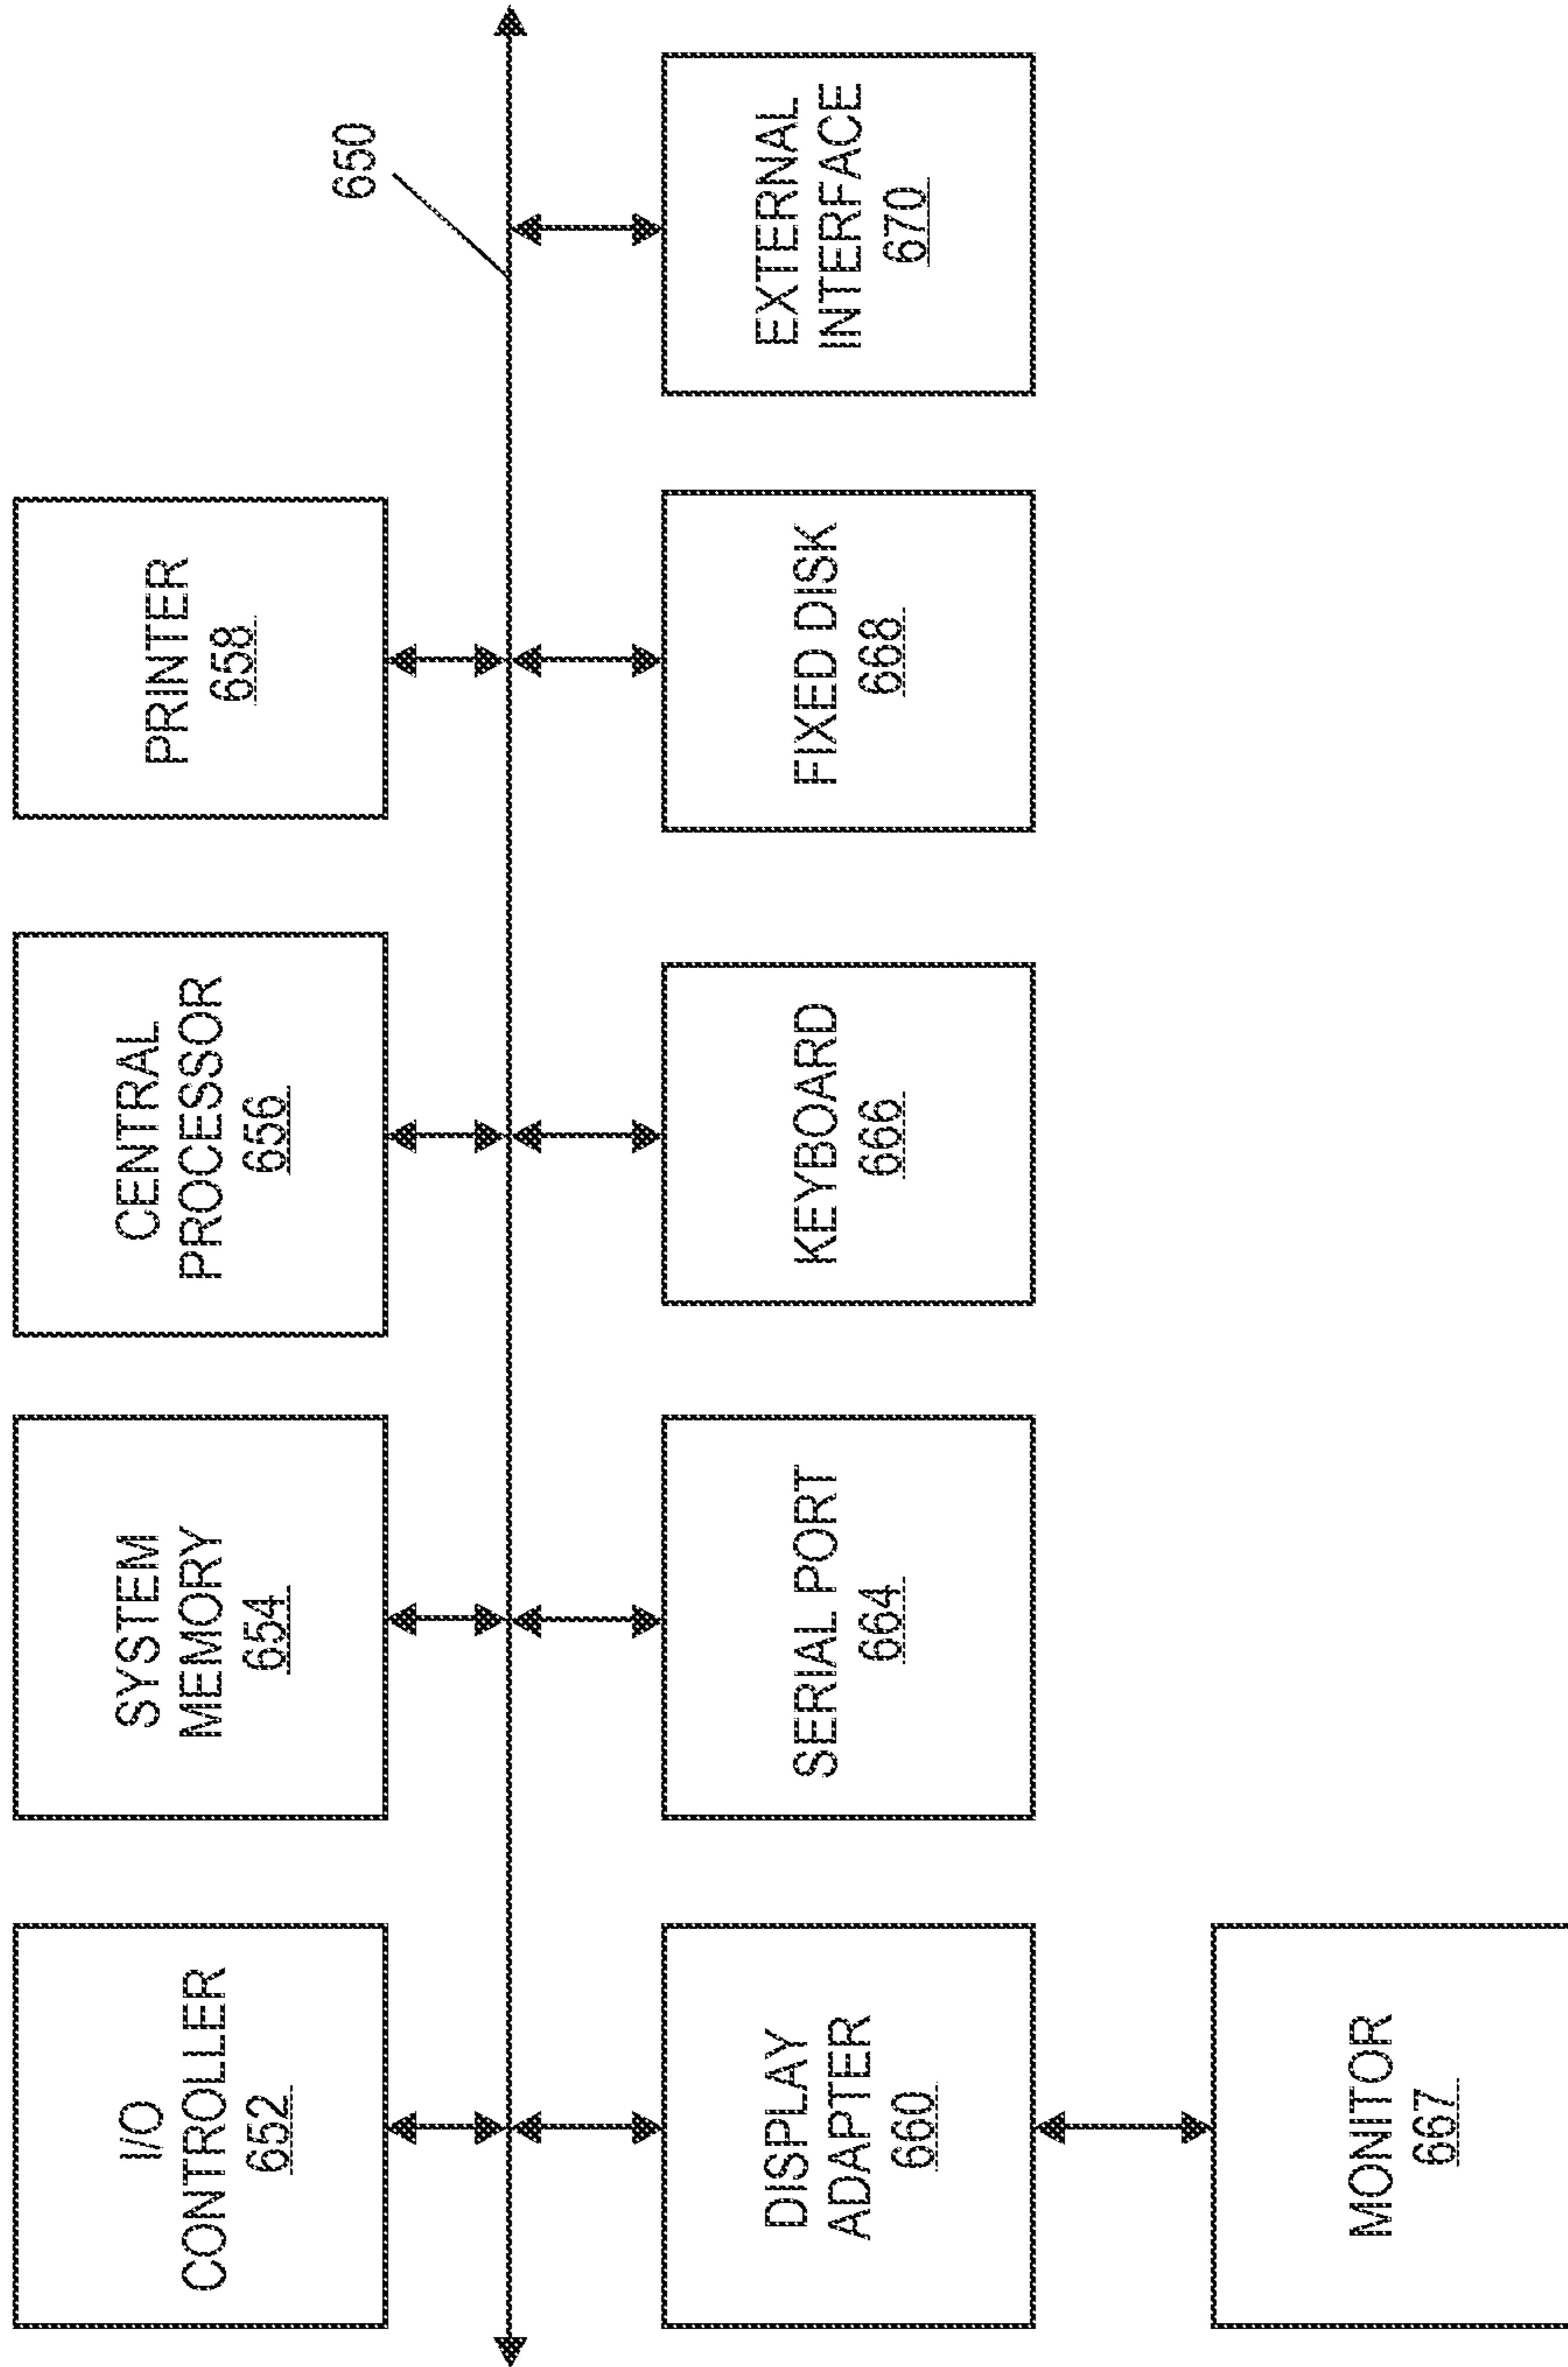 I/O
CONTROLLER
652
SYSTEM
MEMORY
654
CENTRAL
PROCESSOR
656
PRINTER
658
650
DISPLAY
ADAPTER
660
SERIAL PORT
664
KEYBOARD
666
FIXED DISK
668
EXTERNAL
INTERFACE
670
MONITOR
667